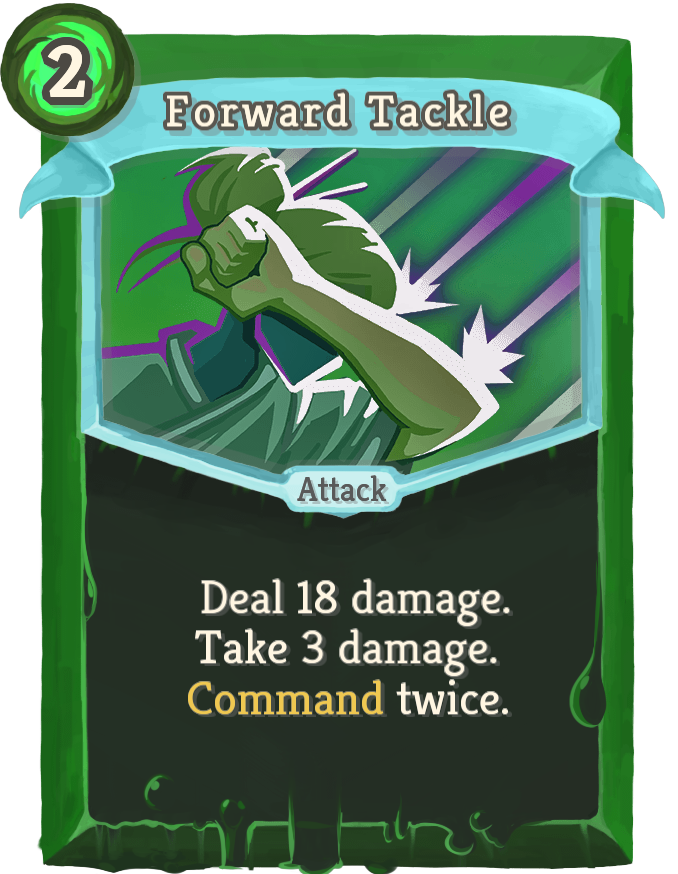 2
Forward Tackle
Attack
Deal 18 damage.
Take 3 damage.
Command twice.